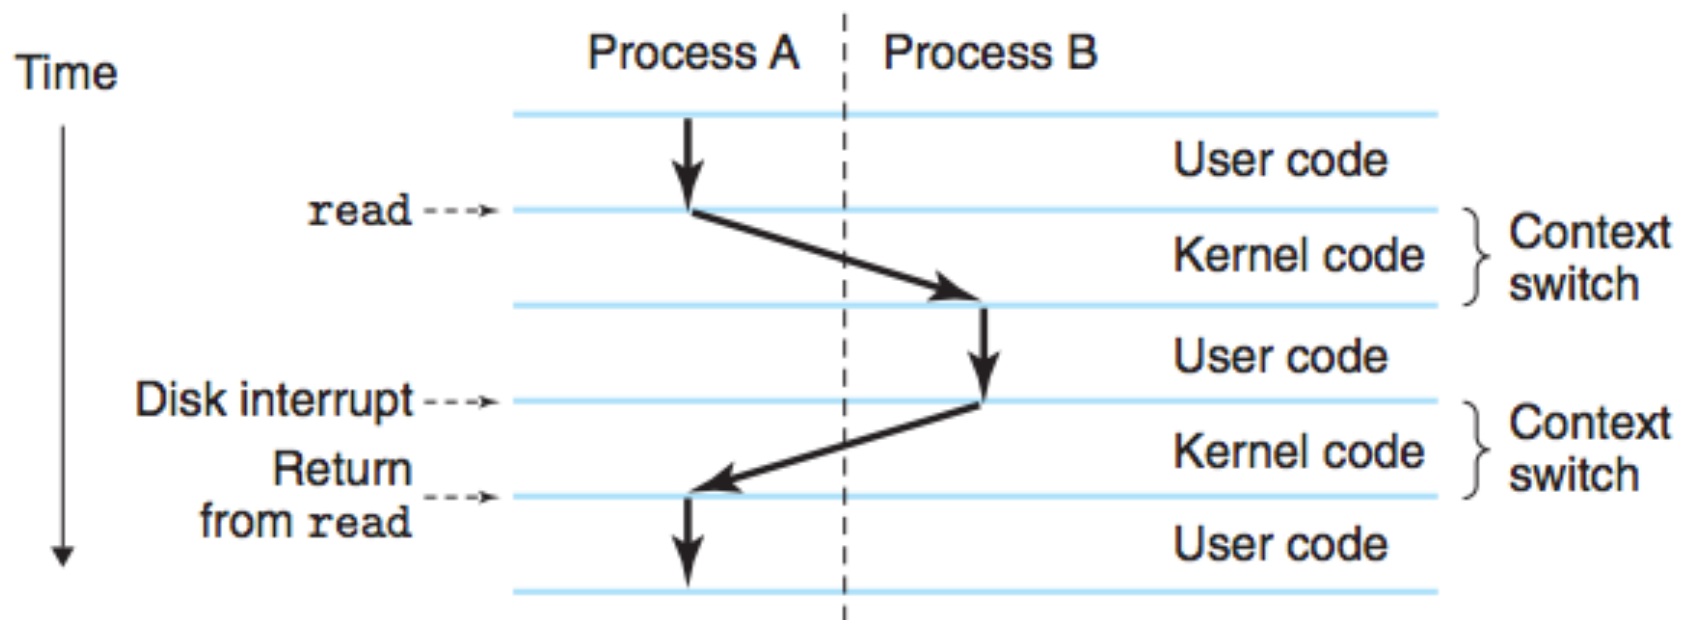 Time
Process A
Process B
User code
read
Kernel code
Context
switch
User code
Disk interrupt
Kernel code
Context
switch
Return
from read
User code